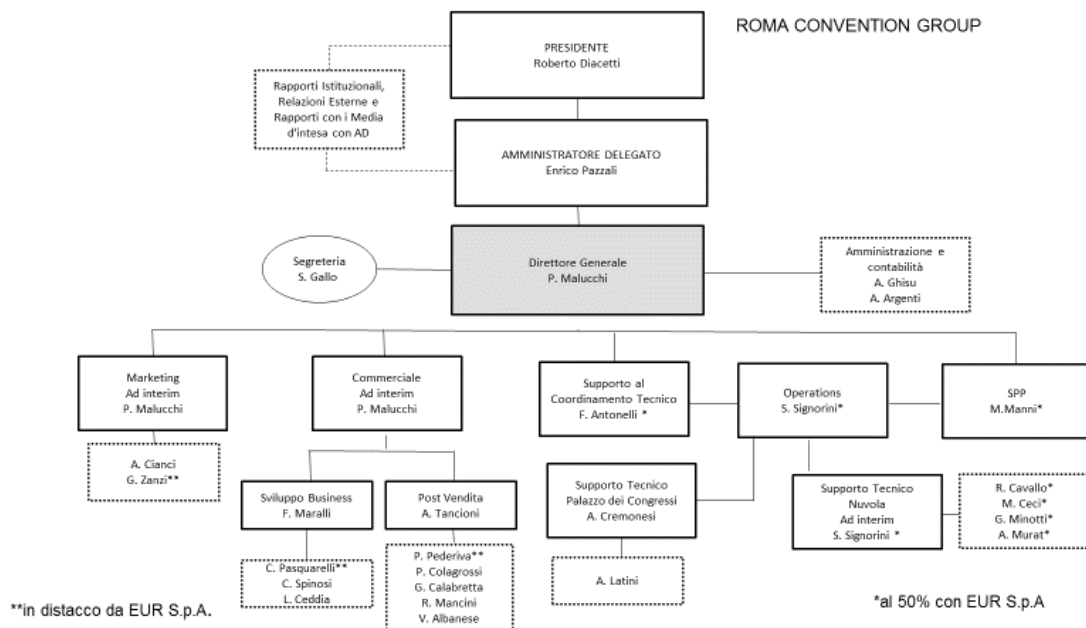 ROMA CONVENTION GROUP
PRESIDENTE
Roberto Diacetti
Rapporti Istituzionali,
Relazioni Esterne e
Rapporti con i Media
d'intesa con AD
AMMINISTRATORE DELEGATO
Enrico Pazzali
Segreteria
S. Gallo
Direttore Generale
P. Malucchi
Amministrazione e
contabilità
A. Ghisu
A. Argenti
Marketing
Ad interim
P. Malucchi
Commerciale
Ad interim
P. Malucchi
Supporto al
Coordinamento Tecnico
F. Antonelli *
Operations
S. Signorini*
SPP
M.Manni*
A. Cianci
G. Zanzi**
Sviluppo Business
F. Maralli
Post Vendita
A. Tancioni
Supporto Tecnico
Palazzo dei Congressi
A. Cremonesi
Supporto Tecnico
Nuvola
Ad interim
S. Signorini *
R. Cavallo*
M. Ceci*
G. Minotti*
A. Murat*
C. Pasquarelli**
C. Spinosi
L. Ceddia
P. Pederiva**
P. Colagrossi
G. Calabretta
R. Mancini
V. Albanese
A. Latini
**in distacco da EUR S.p.A.
*al 50% con EUR S.p.A